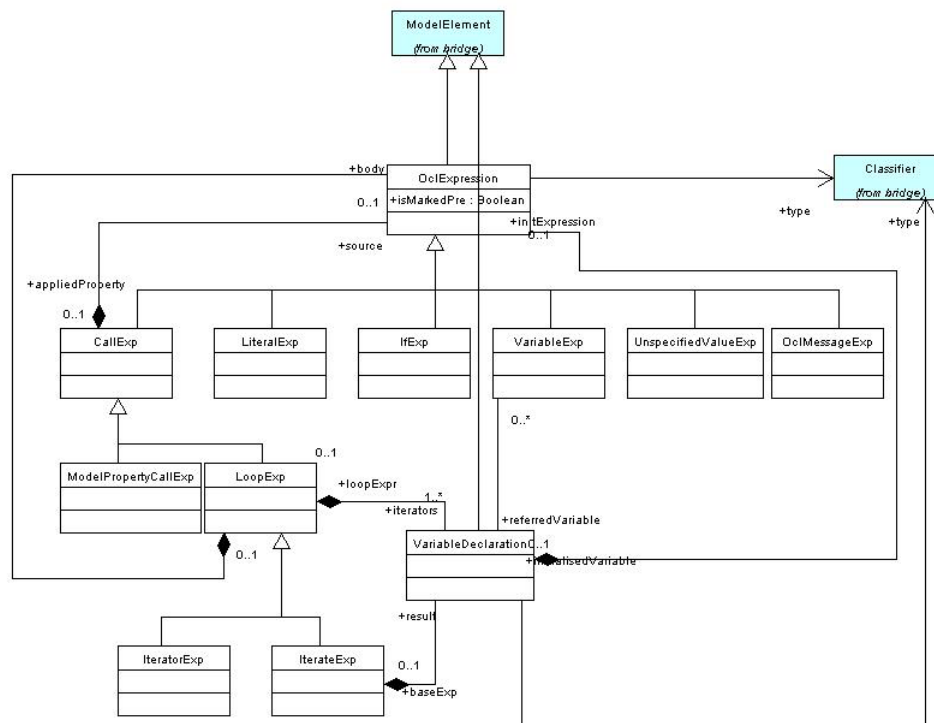 ModelElement
(from bridge)
+body
OclExpression
Classifier
(from bridge)
0..1
+isMarkedPre : Boolean
+type
+type
+initExpression
0..1
+source
+appliedProperty
0..1
CallExp
LiteralExp
IfExp
VariableExp
UnspecifiedValueExp
OclMessageExp
0..*
0..1
ModelPropertyCallExp
LoopExp
+loopExpr
1..*
+iterators
+referredVariable
0..1
VariableDeclaration
0..1
+initialisedVariable
+result
IteratorExp
IterateExp
0..1
+baseExp